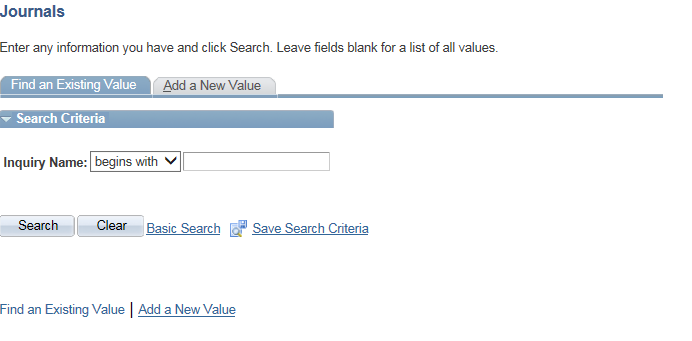 Journals
Enter any information you have and click Search. Leave fields blank for a list of all values.
Find an Existing Value Add a New Value
Search Criteria
Inquiry Name: begins with
Search Clear Basic Search Save Search Criteria
Find an Existing Value | Add a New Value